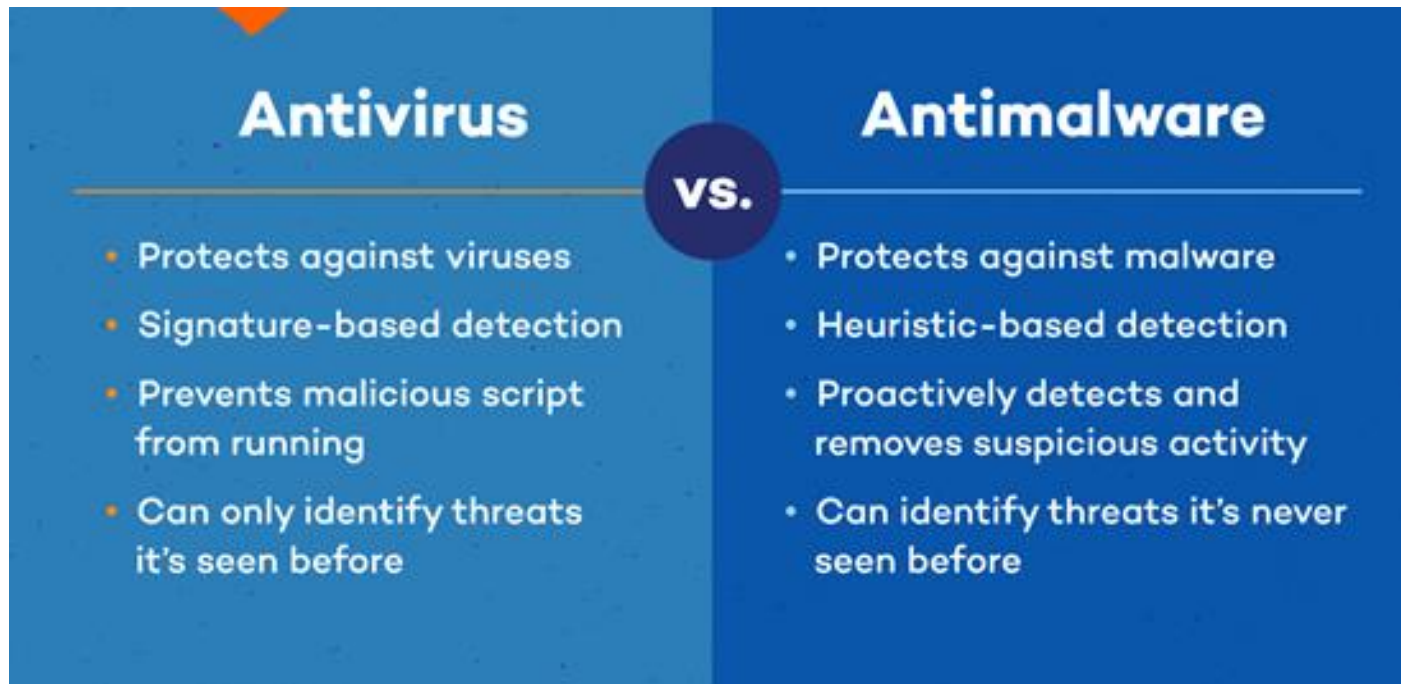 Antivirus
vs.
Antimalware
• Protects against viruses
• Signature-based detection
• Prevents malicious script
from running
• Can only identify threats
it's seen before
• Protects against malware
• Heuristic-based detection
• Proactively detects and
removes suspicious activity
• Can identify threats it's never
seen before